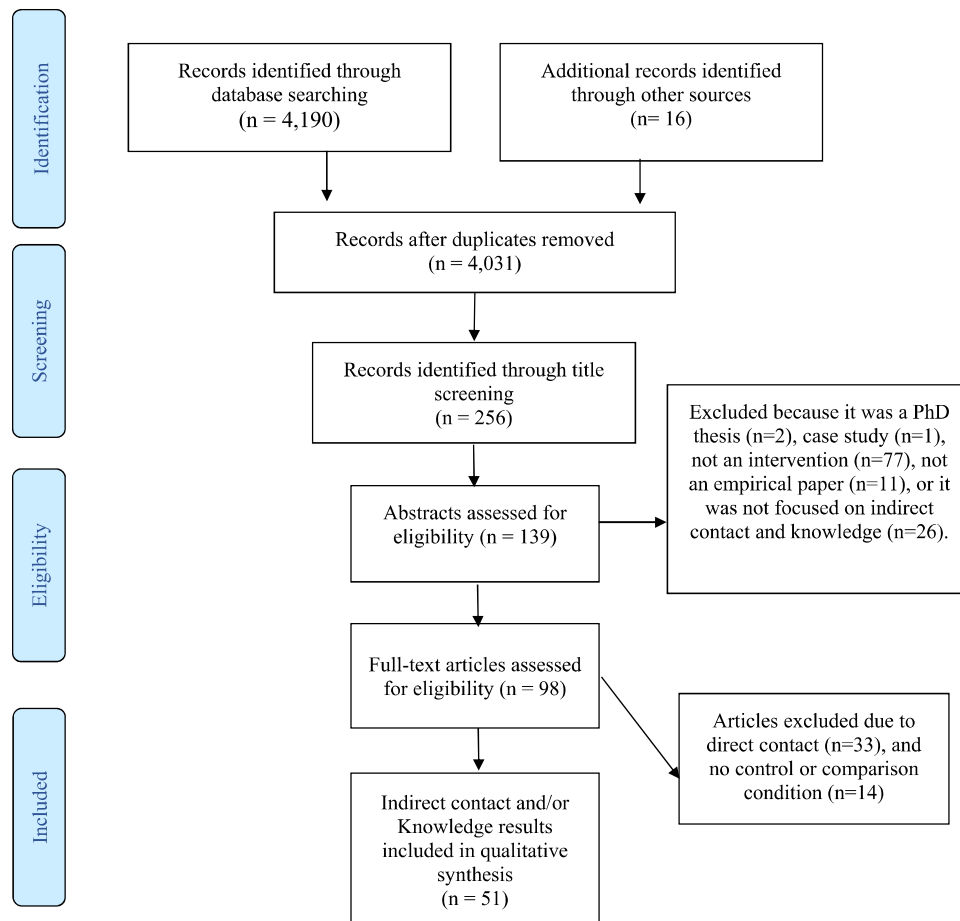 Identification
Records identified through
database searching
(n = 4,190)
Additional records identified
through other sources
(n= 16)
Records after duplicates removed
(n = 4,031)
Screening
Records identified through title
screening
(n = 256)
Excluded because it was a PhD
thesis (n=2), case study (n=1),
not an intervention (n=77), not
an empirical paper (n=11), or it
was not focused on indirect
contact and knowledge (n=26).
Eligibility
Abstracts assessed for
eligibility (n = 139)
Full-text articles assessed
for eligibility (n = 98)
Articles excluded due to
direct contact (n=33), and
no control or comparison
condition (n=14)
Included
Indirect contact and/or
Knowledge results
included in qualitative
synthesis
(n = 51)